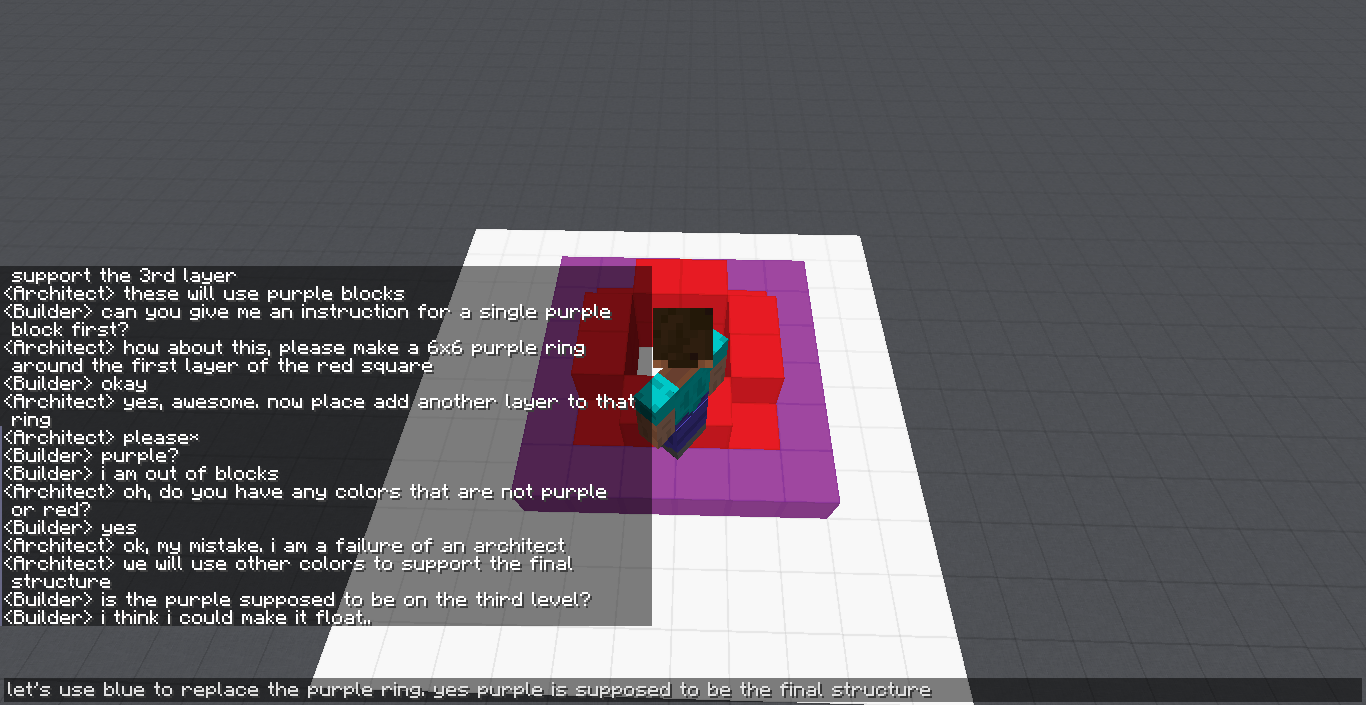 support the 3rd layer
<Architect> these will use purple blocks
<Builder> can you give me an instruction for a single purple
block first?
<Architect> how about this, please make a 6x6 purple ring
around the first layer of the red square
<Builder> okay
<Architect> yes, awesome. now place add another layer to that
ring
<Architect> please*
<Builder> purple?
<Builder> i am out of blocks
<Architect> oh, do you have any colors that are not purple
or red?
<Builder> yes
<Architect> ok, my mistake. i am a failure of an architect
<Architect> we will use other colors to support the final
structure
<Builder> is the purple supposed to be on the third level?
<Builder> i think i could make it float..
let's use blue to replace the purple ring. yes purple is supposed to be the final structure